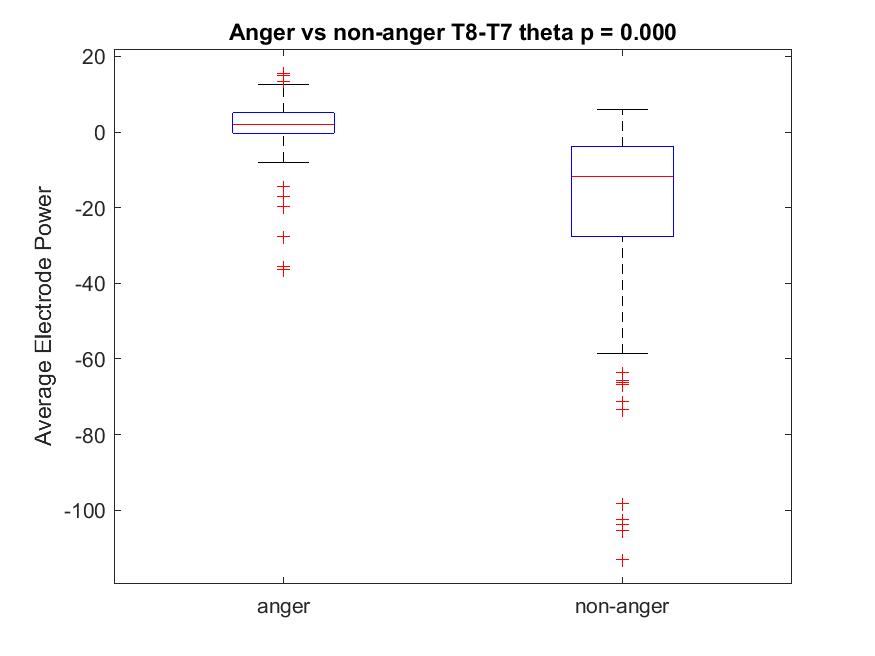 Anger vs non-anger T8-T7 theta p = 0.000
Average Electrode Power
20
0
-20
-40
-60
-80
-100
anger
non-anger